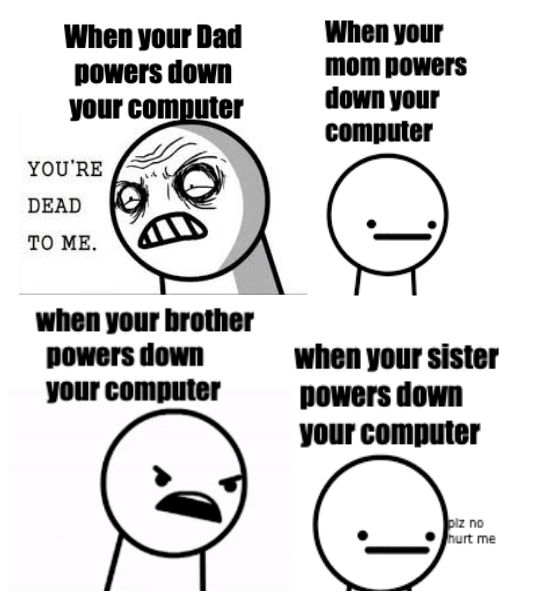 When your Dad
powers down
your computer
YOU'RE
DEAD
TO ME.
When your
mom powers
down your
computer
when your brother
powers down
your computer
when your sister
powers down
your computer
plz no
hurt me